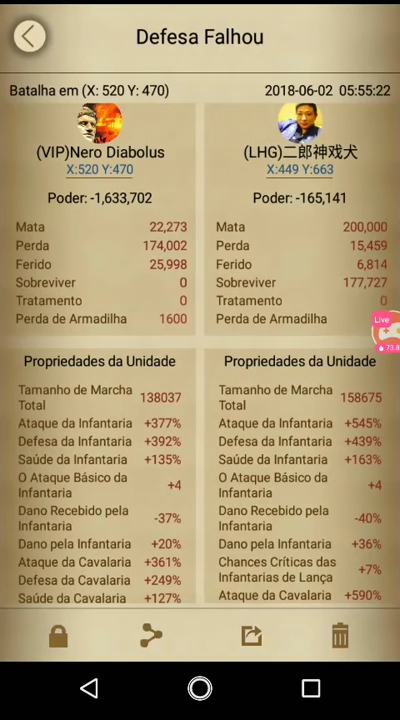 Defesa Falhou
Batalha em (X: 520 Y: 470)
2018-06-02 05:55:22
(VIP)Nero Diabolus
X:520 Y:470
Poder: -1,633,702
Mata 22,273
Perda 174,002
Ferido 25,998
Sobreviver 0
Tratamento 0
Perda de Armadilha 1600
(LHG)二郎神戏犬
X:449 Y:663
Poder: -165,141
Mata 200,000
Perda 15,459
Ferido 6,814
Sobreviver 177,727
Tratamento 0
Perda de Armadilha
Live
Propriedades da Unidade
Tamanho de Marcha
Total 138037
Ataque da Infantaria +377%
Defesa da Infantaria +392%
Saúde da Infantaria +135%
O Ataque Básico da
Infantaria +4
Dano Recebido pela
Infantaria -37%
Dano pela Infantaria +20%
Ataque da Cavalaria +361%
Defesa da Cavalaria +249%
Saúde da Cavalaria +127%
Propriedades da Unidade
Tamanho de Marcha
Total 158675
Ataque da Infantaria +545%
Defesa da Infantaria +439%
Saúde da Infantaria +163%
O Ataque Básico da
Infantaria +4
Dano Recebido pela
Infantaria -40%
Dano pela Infantaria +36%
Chances Críticas das
Infantarias de Lança +7%
Ataque da Cavalaria +590%